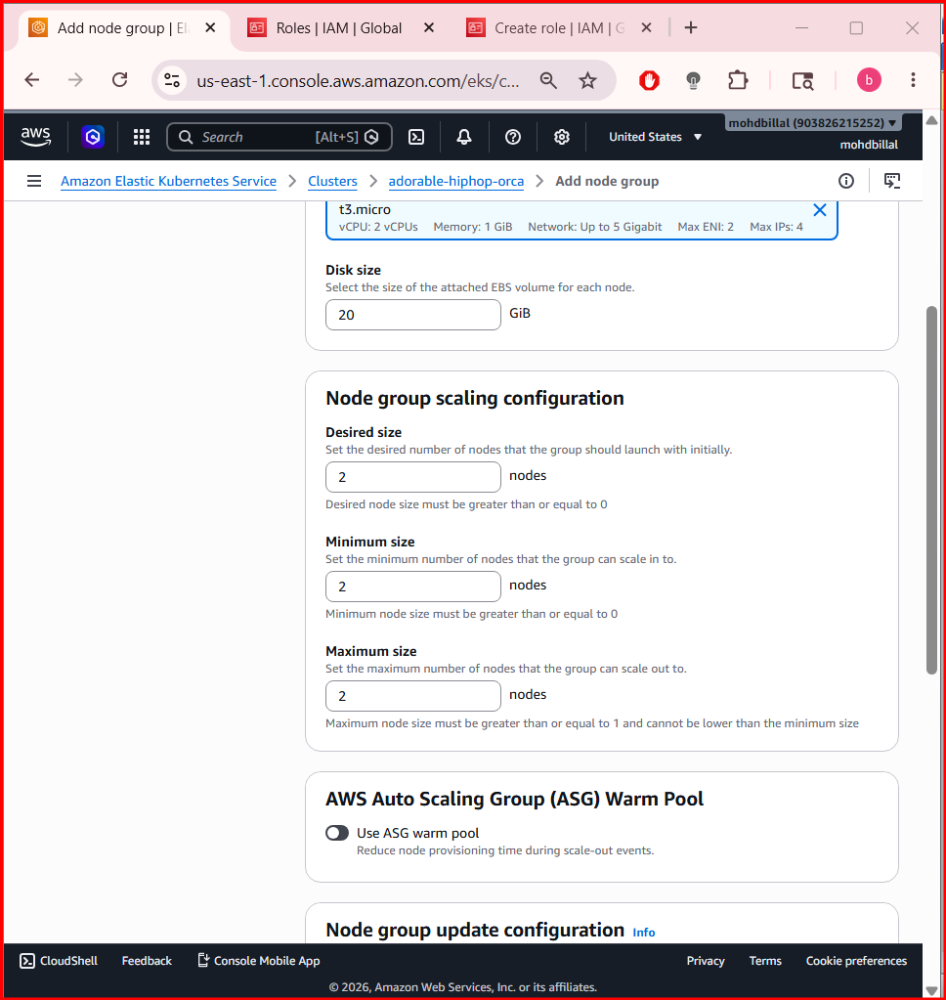 Add node group | El
Roles | IAM | Global
Create role | IAM | G
us-east-1.console.aws.amazon.com/eks/c...
b
aws
Search [Alt+S]
United States
mohdbillal (903826215252)
mohdbillal
Amazon Elastic Kubernetes Service > Clusters > adorable-hiphop-orca > Add node group
t3.micro
vCPU: 2 vCPUs Memory: 1 GiB Network: Up to 5 Gigabit Max ENI: 2 Max IPs: 4
Disk size
Select the size of the attached EBS volume for each node.
20 GiB
Node group scaling configuration
Desired size
Set the desired number of nodes that the group should launch with initially.
2 nodes
Desired node size must be greater than or equal to 0
Minimum size
Set the minimum number of nodes that the group can scale in to.
2 nodes
Minimum node size must be greater than or equal to 0
Maximum size
Set the maximum number of nodes that the group can scale out to.
2 nodes
Maximum node size must be greater than or equal to 1 and cannot be lower than the minimum size
AWS Auto Scaling Group (ASG) Warm Pool
Use ASG warm pool
Reduce node provisioning time during scale-out events.
Node group update configuration Info
CloudShell Feedback Console Mobile App Privacy Terms Cookie preferences
© 2026, Amazon Web Services, Inc. or its affiliates.